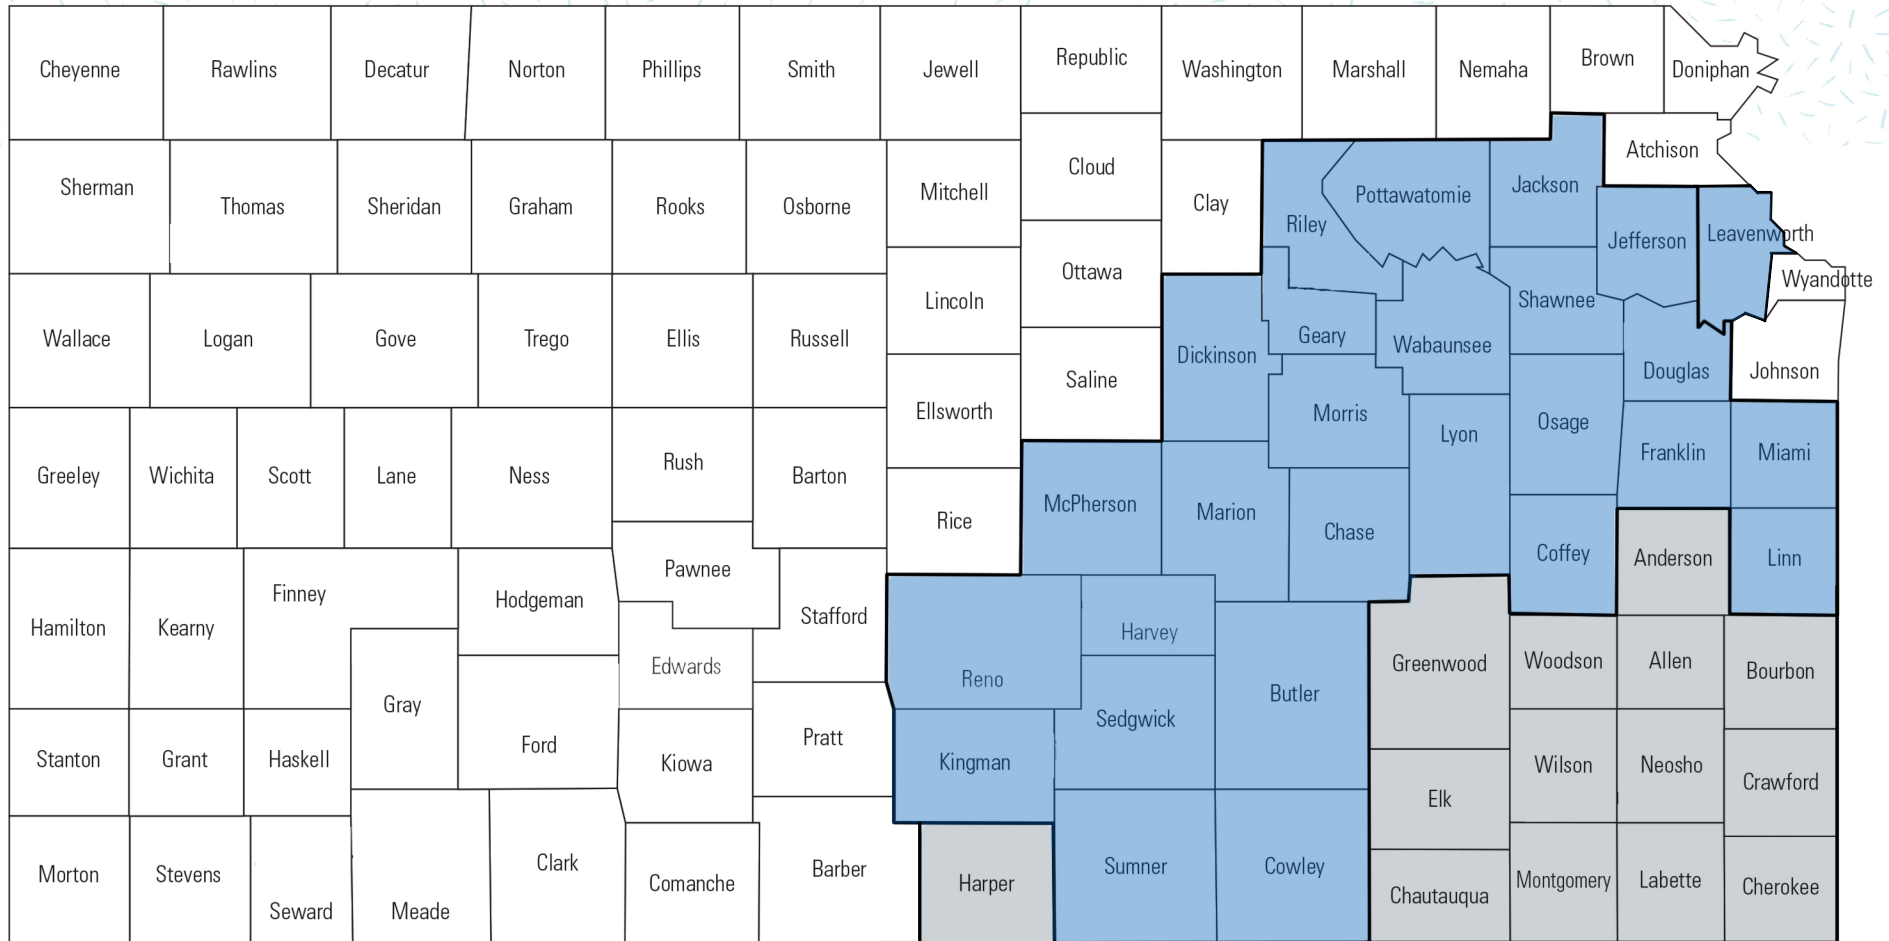 Cheyenne
Rawlins
Decatur
Norton
Phillips
Smith
Jewell
Republic
Washington
Marshall
Nemaha
Brown
Doniphan
Sherman
Thomas
Sheridan
Graham
Rooks
Osborne
Mitchell
Cloud
Clay
Riley
Pottawatomie
Jackson
Atchison
Jefferson
Leavenworth
Wyandotte
Wallace
Logan
Gove
Trego
Ellis
Russell
Lincoln
Ottawa
Saline
Dickinson
Geary
Wabaunsee
Shawnee
Douglas
Johnson
Greeley
Wichita
Scott
Lane
Ness
Rush
Barton
Ellsworth
Rice
McPherson
Marion
Morris
Chase
Lyon
Osage
Coffey
Franklin
Miami
Anderson
Linn
Hamilton
Kearny
Finney
Hodgeman
Pawnee
Stafford
Edwards
Gray
Ford
Reno
Harvey
Sedgwick
Butler
Greenwood
Woodson
Allen
Bourbon
Stanton
Grant
Haskell
Kiowa
Pratt
Kingman
Elk
Wilson
Neosho
Crawford
Morton
Stevens
Seward
Meade
Clark
Comanche
Barber
Harper
Sumner
Cowley
Chautauqua
Montgomery
Labette
Cherokee